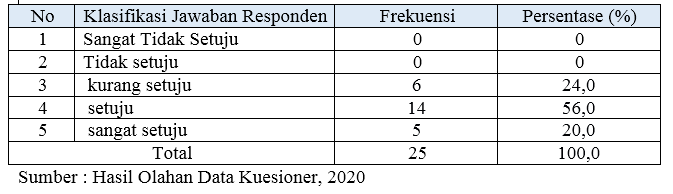 No Klasifikasi Jawaban Responden Frekuensi Persentase (%)
1 Sangat Tidak Setuju 0 0
2 Tidak setuju 0 0
3 kurang setuju 6 24,0
4 setuju 14 56,0
5 sangat setuju 5 20,0
Total 25 100,0
Sumber : Hasil Olahan Data Kuesioner, 2020